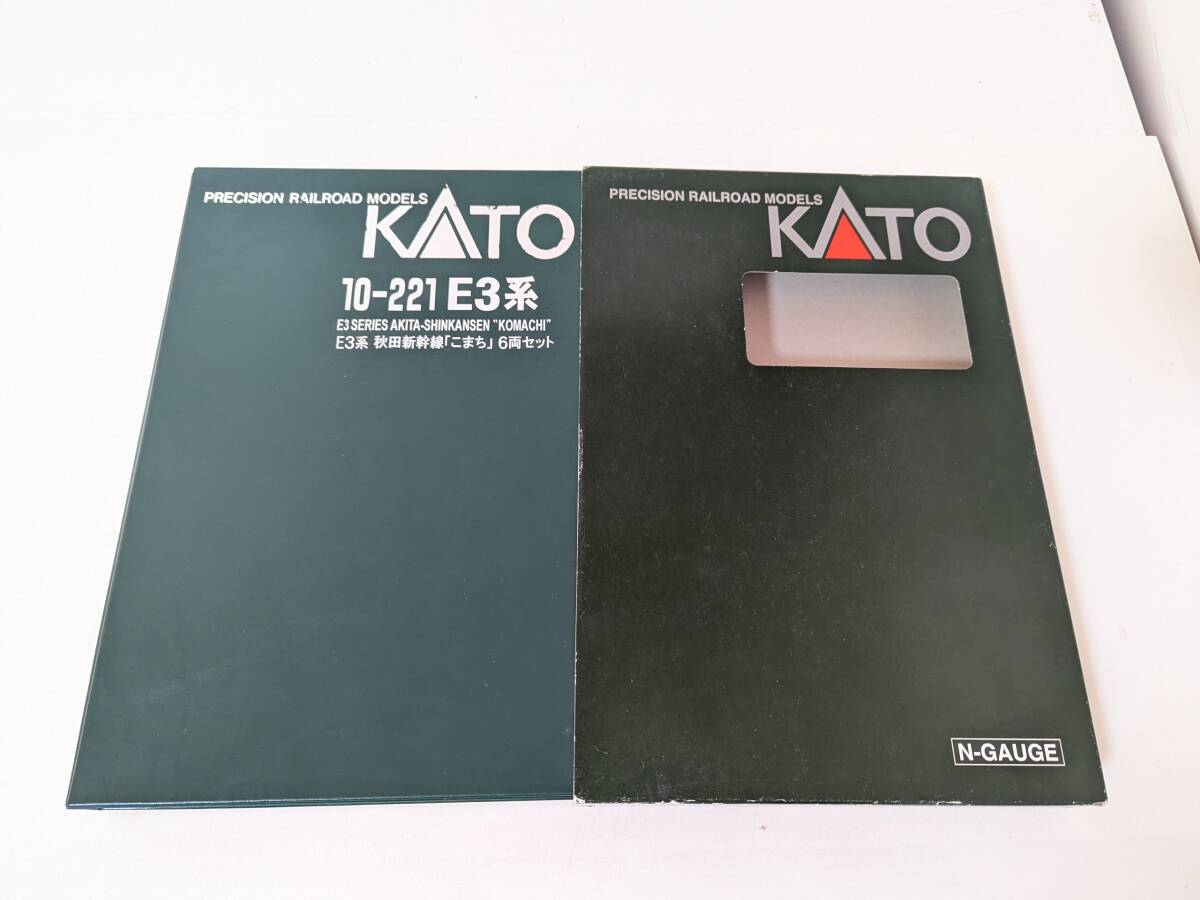 PRECISION RAILROAD MODELS
KATO
10-221 E3系
E3 SERIES AKITA-SHINKANSEN "KOMACHI"
E3系 秋田新幹線「こまち」6両セット
PRECISION RAILROAD MODELS
KATO
N-GAUGE